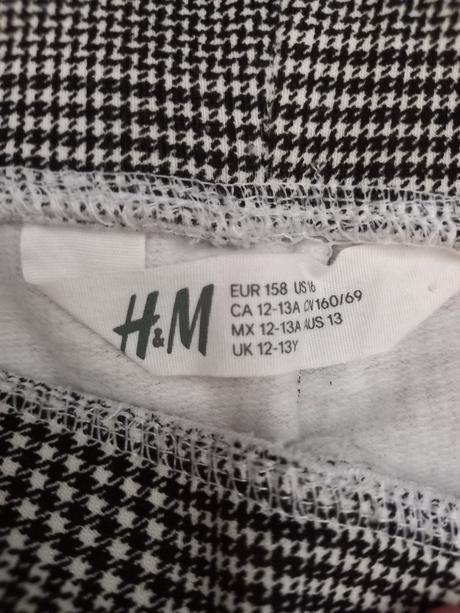 H&M
EUR 158 US 16
CA 12-13A CN 160/69
MX 12-13A AUS 13
UK 12-13Y